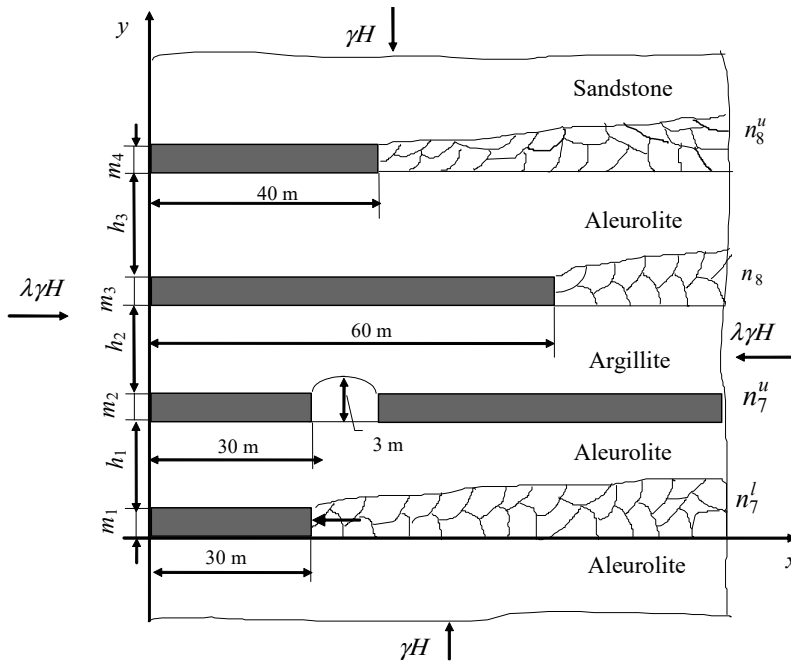 y
γH
Sandstone
n₈ᵘ
m₄
40 m
h₃
Aleurolite
n₈
m₃
λγH
60 m
h₂
λγH
Argillite
n₇ᵘ
m₂
3 m
30 m
h₁
Aleurolite
n₇ˡ
m₁
x
30 m
Aleurolite
γH